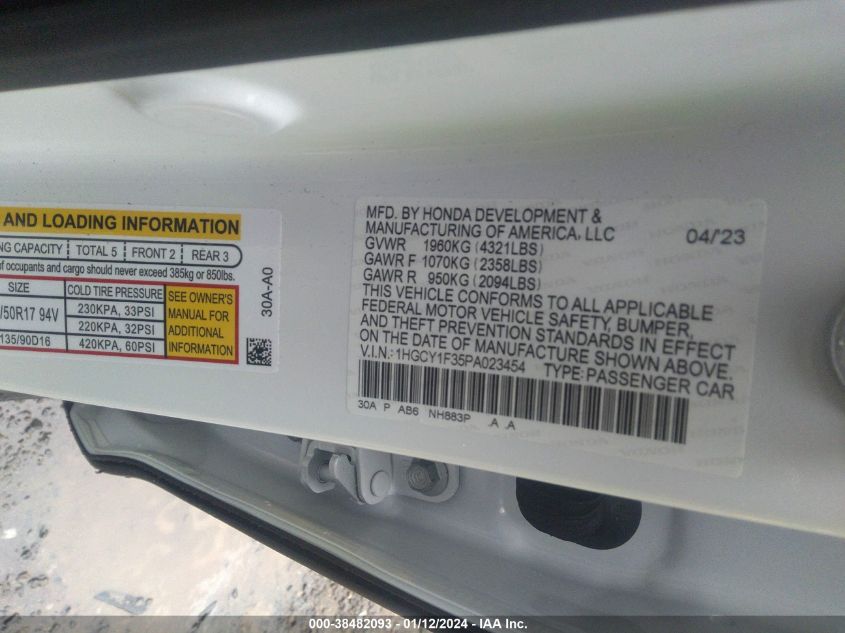 AND LOADING INFORMATION
NG CAPACITY TOTAL 5 FRONT 2 REAR 3
of occupants and cargo should never exceed 385kg or 850lbs.
SIZE COLD TIRE PRESSURE SEE OWNER'S
MANUAL FOR
ADDITIONAL
INFORMATION
/50R17 94V 230KPA, 33PSI
220KPA, 32PSI
135/90D16 420KPA, 60PSI
30A-A0
MFD. BY HONDA DEVELOPMENT &
MANUFACTURING OF AMERICA, LLC 04/23
GVWR 1960KG (4321LBS)
GAWR F 1070KG (2358LBS)
GAWR R 950KG (2094LBS)
THIS VEHICLE CONFORMS TO ALL APPLICABLE
FEDERAL MOTOR VEHICLE SAFETY, BUMPER,
AND THEFT PREVENTION STANDARDS IN EFFECT
ON THE DATE OF MANUFACTURE SHOWN ABOVE.
V.I.N.: 1HGCY1F35PA023454 TYPE: PASSENGER CAR
30A P AB6 NH883P .A .A
000-38482093 - 01/12/2024 - IAA Inc.